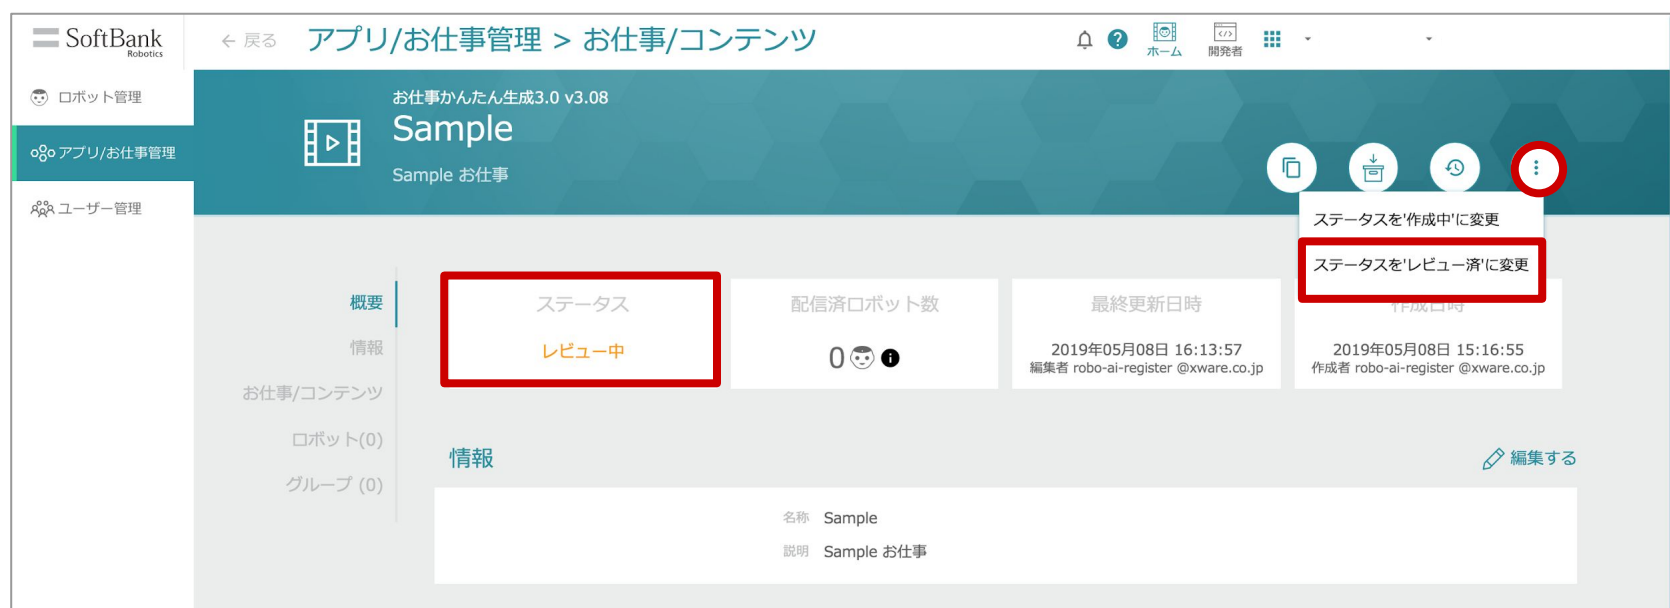 SoftBank
Robotics
← 戻る
アプリ/お仕事管理 > お仕事/コンテンツ
?
ホーム
</>
開発者
ロボット管理
アプリ/お仕事管理
ユーザー管理
お仕事かんたん生成3.0 v3.08
Sample
Sample お仕事
ステータスを'作成中'に変更
ステータスを'レビュー済'に変更
概要
情報
お仕事/コンテンツ
ロボット(0)
グループ (0)
ステータス
レビュー中
配信済ロボット数
0
最終更新日時
2019年05月08日 16:13:57
編集者 robo-ai-register @xware.co.jp
作成日時
2019年05月08日 15:16:55
作成者 robo-ai-register @xware.co.jp
情報
編集する
名称 Sample
説明 Sample お仕事